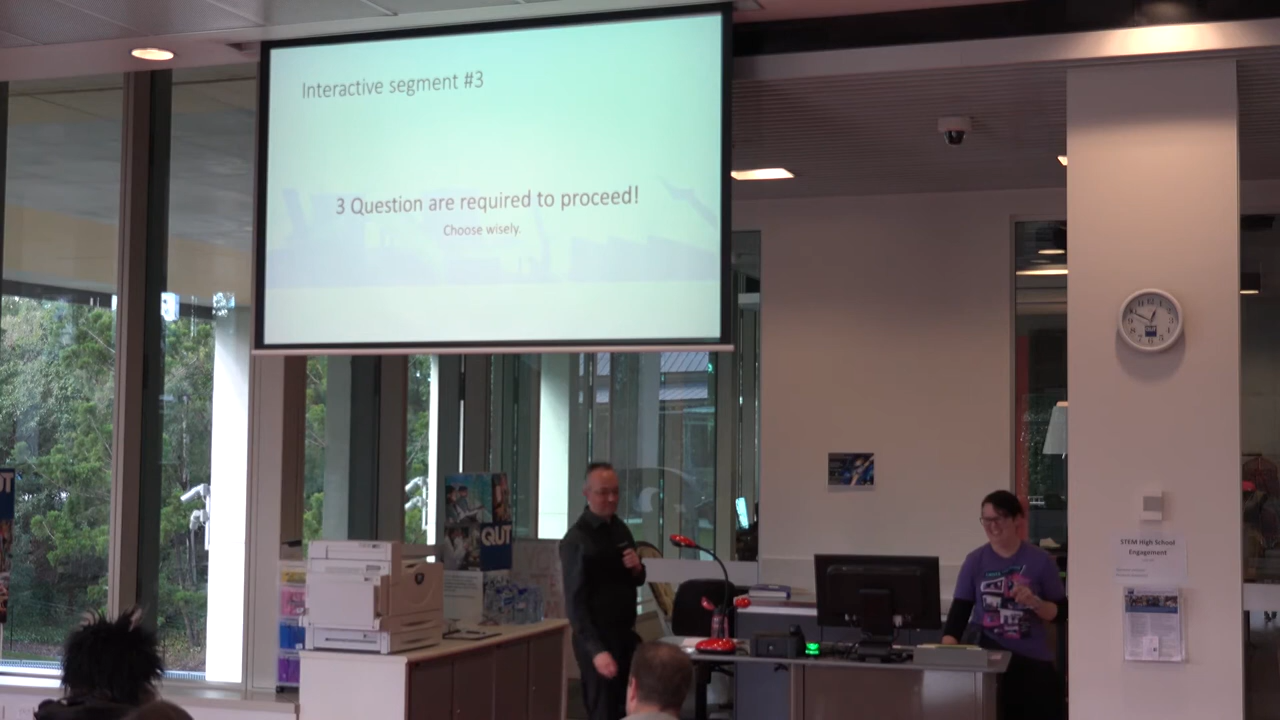 Interactive segment #3
3 Question are required to proceed!
Choose wisely.
QUT
STEM High School
Engagement